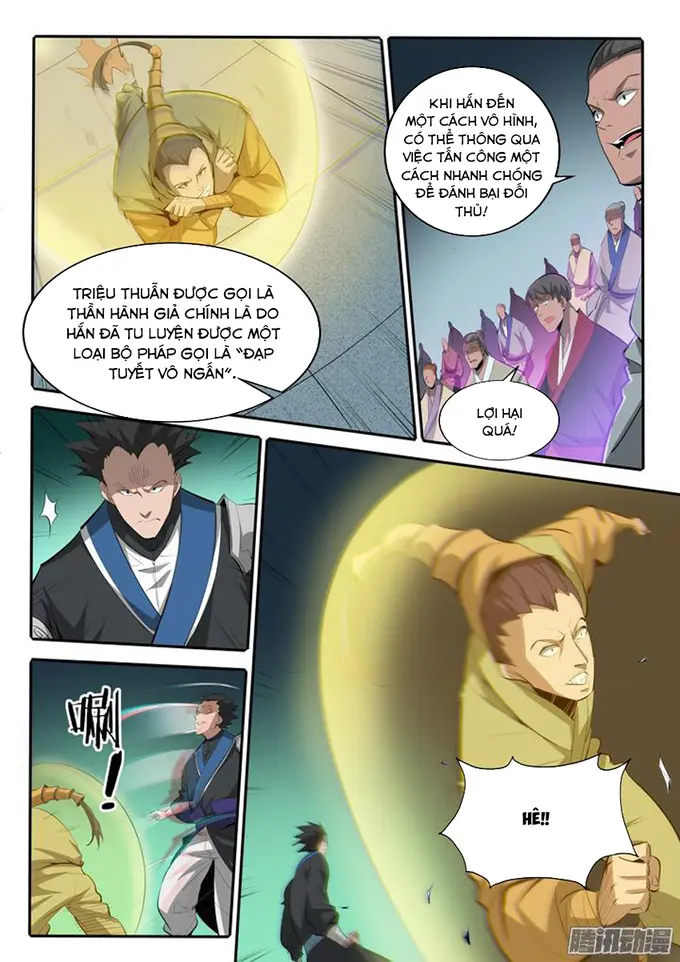 KHI HẮN ĐẾN
MỘT CÁCH VÔ HÌNH,
CÓ THỂ THÔNG QUA
VIỆC TẤN CÔNG MỘT
CÁCH NHANH CHÓNG
ĐỂ ĐÁNH BẠI ĐỐI
THỦ!
TRIỆU THUẪN ĐƯỢC GỌI LÀ
THẦN HÀNH GIẢ CHÍNH LÀ DO
HẮN ĐÃ TU LUYỆN ĐƯỢC MỘT
LOẠI BỘ PHÁP GỌI LÀ “ĐẠP
TUYẾT VÔ NGẤN”.
LỢI HẠI
QUÁ!
唰!
HÊ!!
腾讯动漫